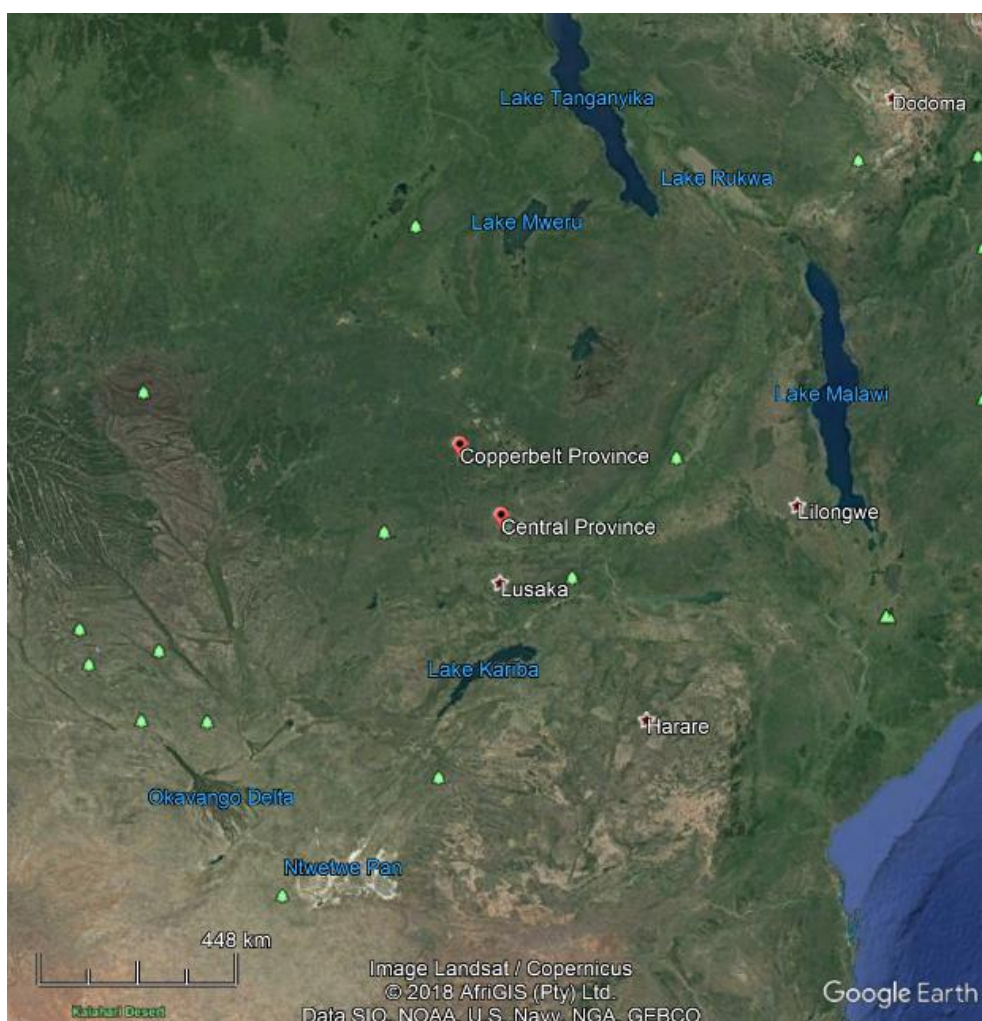 Lake Tanganyika
Dodoma
Lake Rukwa
Lake Mweru
Lake Malawi
Copperbelt Province
Lilongwe
Central Province
Lusaka
Lake Kariba
Harare
Okavango Delta
Ntwetwe Pan
448 km
Image Landsat / Copernicus
© 2018 AfriGIS (Pty) Ltd.
Data SIO, NOAA, U.S. Navy, NGA, GEBCO
Google Earth
Kalahari Desert